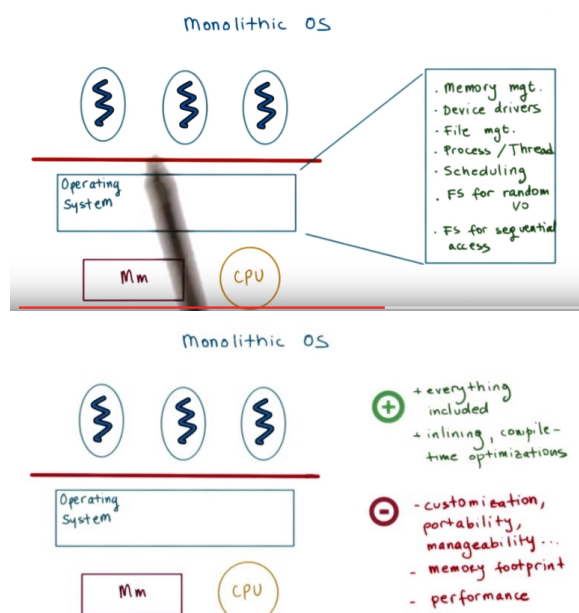 Monolithic OS
Operating
System
Mm
CPU
· Memory mgt.
· Device drivers
· File mgt.
· Process / Thread
· Scheduling
· FS for random
I/O
· FS for sequential
access
Monolithic OS
Operating
System
Mm
CPU
+ everything
included
+ inlining, compile-
time optimizations
- customization,
portability,
manageability...
- memory footprint
- performance